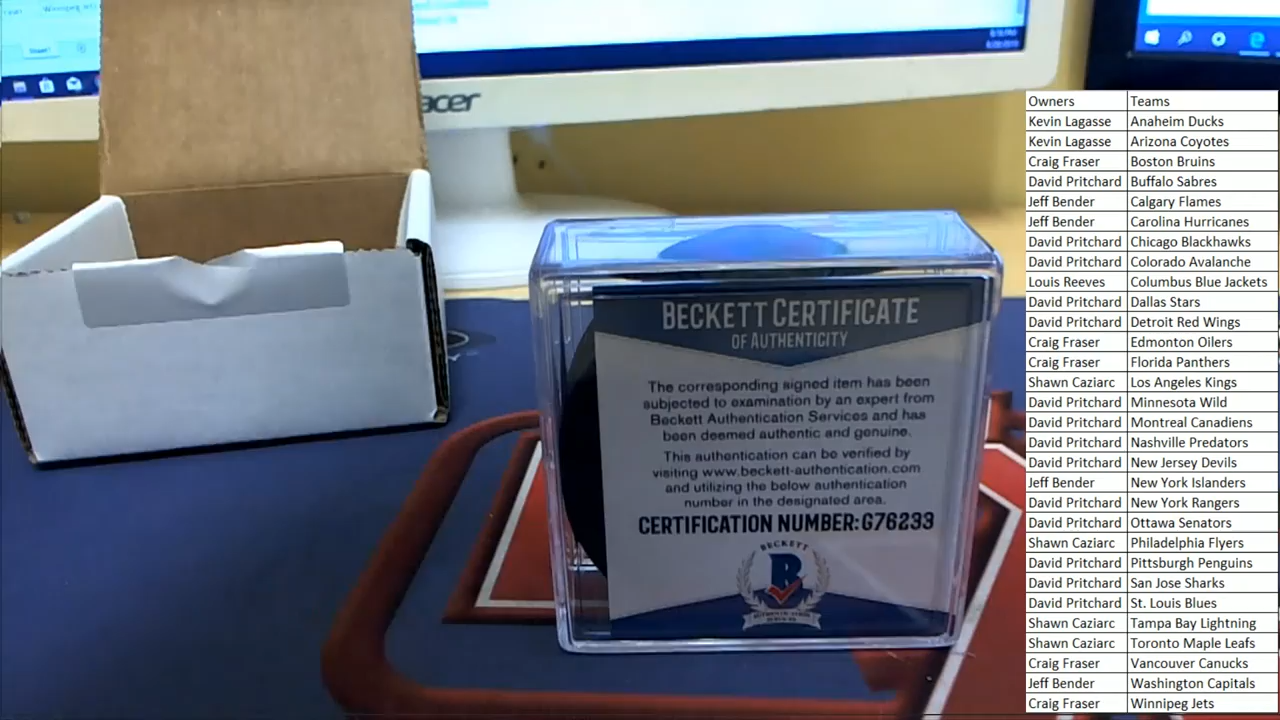 Winnipeg Jets
acer
BECKETT CERTIFICATE
OF AUTHENTICITY
The corresponding signed item has been
subjected to examination by an expert from
Beckett Authentication Services and has
been deemed authentic and genuine.
This authentication can be verified by
visiting www.beckett-authentication.com
and utilizing the below authentication
number in the designated area.
CERTIFICATION NUMBER: G76233
BECKETT
B
AUTHENTICATION
SERVICES
Owners Teams
Kevin Lagasse Anaheim Ducks
Kevin Lagasse Arizona Coyotes
Craig Fraser Boston Bruins
David Pritchard Buffalo Sabres
Jeff Bender Calgary Flames
Jeff Bender Carolina Hurricanes
David Pritchard Chicago Blackhawks
David Pritchard Colorado Avalanche
Louis Reeves Columbus Blue Jackets
David Pritchard Dallas Stars
David Pritchard Detroit Red Wings
Craig Fraser Edmonton Oilers
Craig Fraser Florida Panthers
Shawn Caziarc Los Angeles Kings
David Pritchard Minnesota Wild
David Pritchard Montreal Canadiens
David Pritchard Nashville Predators
David Pritchard New Jersey Devils
Jeff Bender New York Islanders
David Pritchard New York Rangers
David Pritchard Ottawa Senators
Shawn Caziarc Philadelphia Flyers
David Pritchard Pittsburgh Penguins
David Pritchard San Jose Sharks
David Pritchard St. Louis Blues
Shawn Caziarc Tampa Bay Lightning
Shawn Caziarc Toronto Maple Leafs
Craig Fraser Vancouver Canucks
Jeff Bender Washington Capitals
Craig Fraser Winnipeg Jets